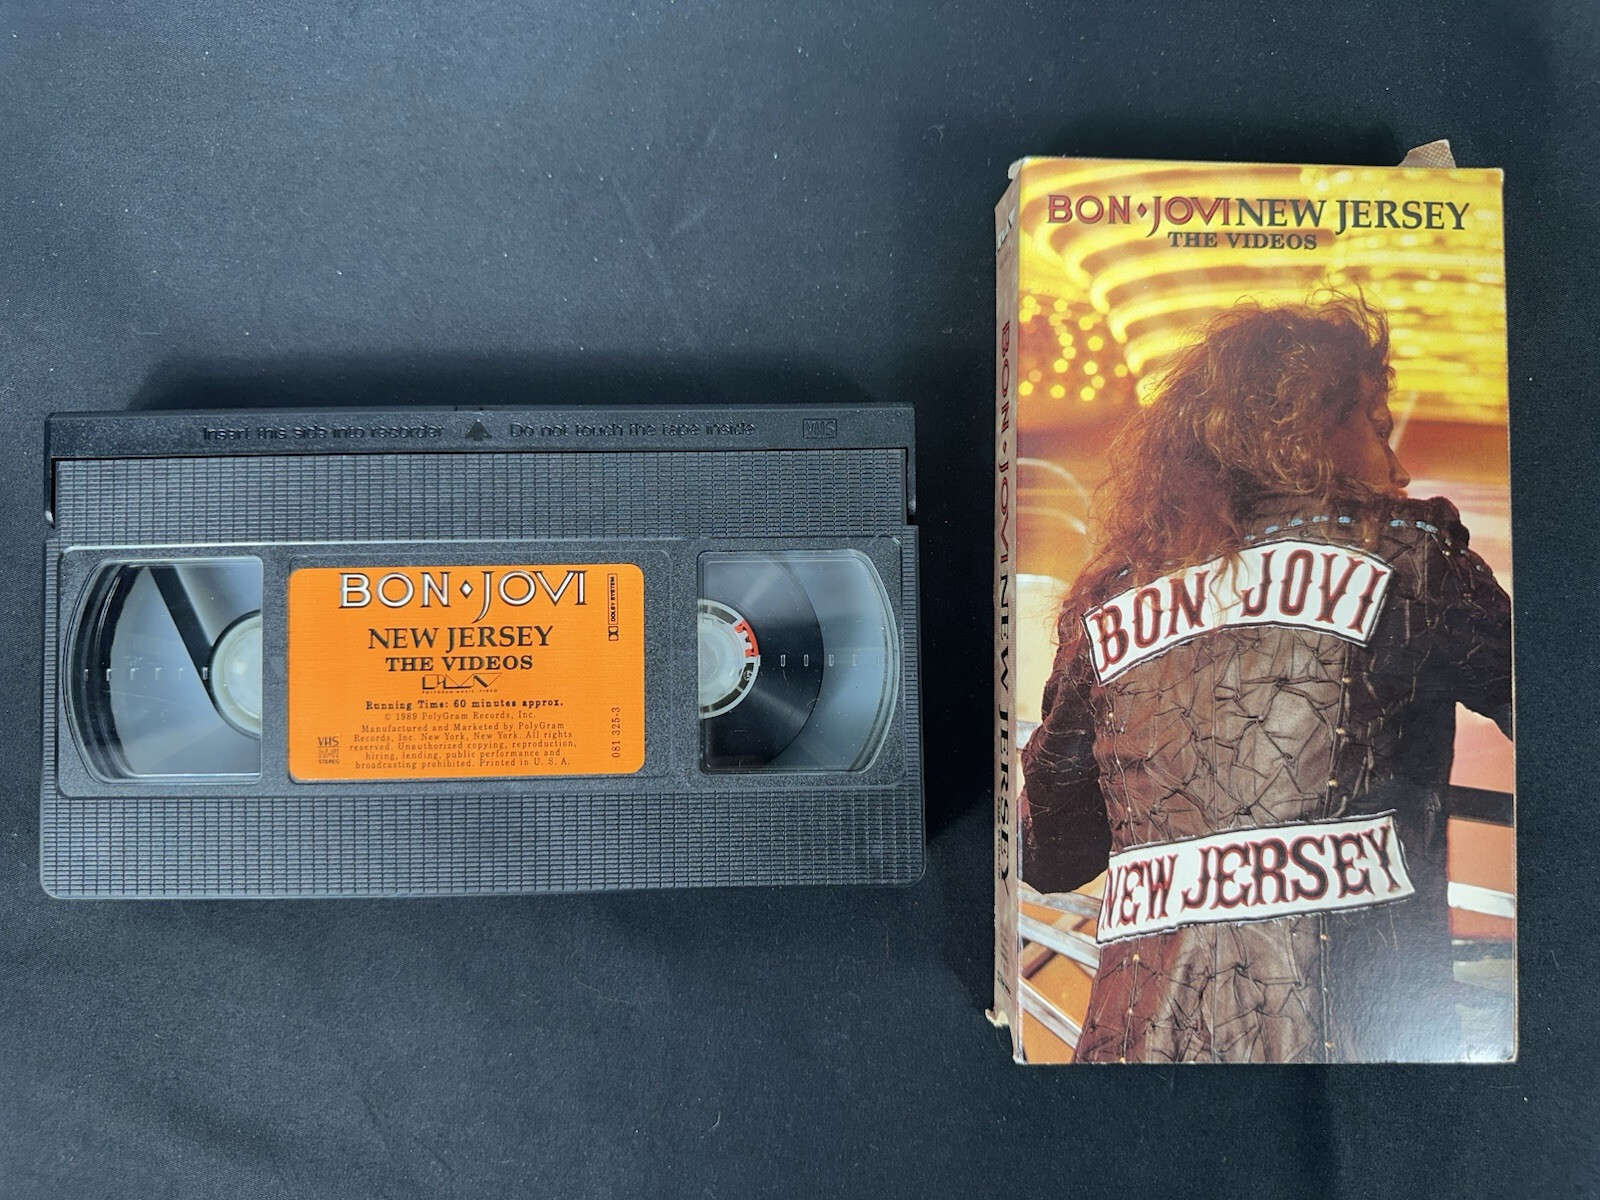 Insert this side into recorder Do not touch the tape inside VHS
BON JOVI
NEW JERSEY
THE VIDEOS
POLYGRAM MUSIC VIDEO
Running Time: 60 minutes approx.
© 1989 PolyGram Records, Inc.
Manufactured and Marketed by PolyGram
Records, Inc. New York, New York. All rights
reserved. Unauthorized copying, reproduction,
hiring, lending, public performance and
broadcasting prohibited. Printed in U. S. A.
VHS
STEREO
DOLBY SYSTEM
081 325-3
BON JOVI NEW JERSEY
THE VIDEOS
BON JOVI
NEW JERSEY
BON JOVI NEW JERSEY